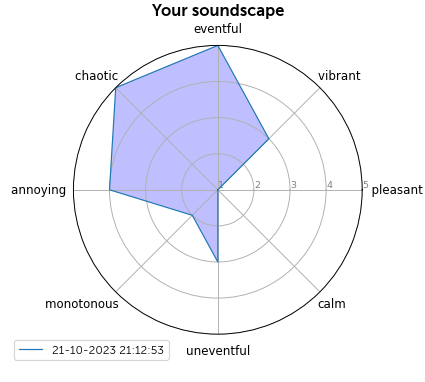 Your soundscape
eventful
chaotic
vibrant
annoying
1 2 3 4 5
pleasant
monotonous
calm
21-10-2023 21:12:53
uneventful